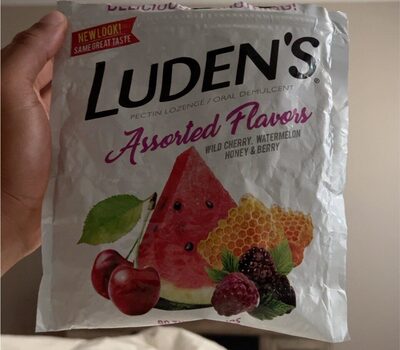 NEW LOOK!
SAME GREAT TASTE
LUDEN'S®
PECTIN LOZENGE / ORAL DEMULCENT
Assorted Flavors
WILD CHERRY, WATERMELON
HONEY & BERRY